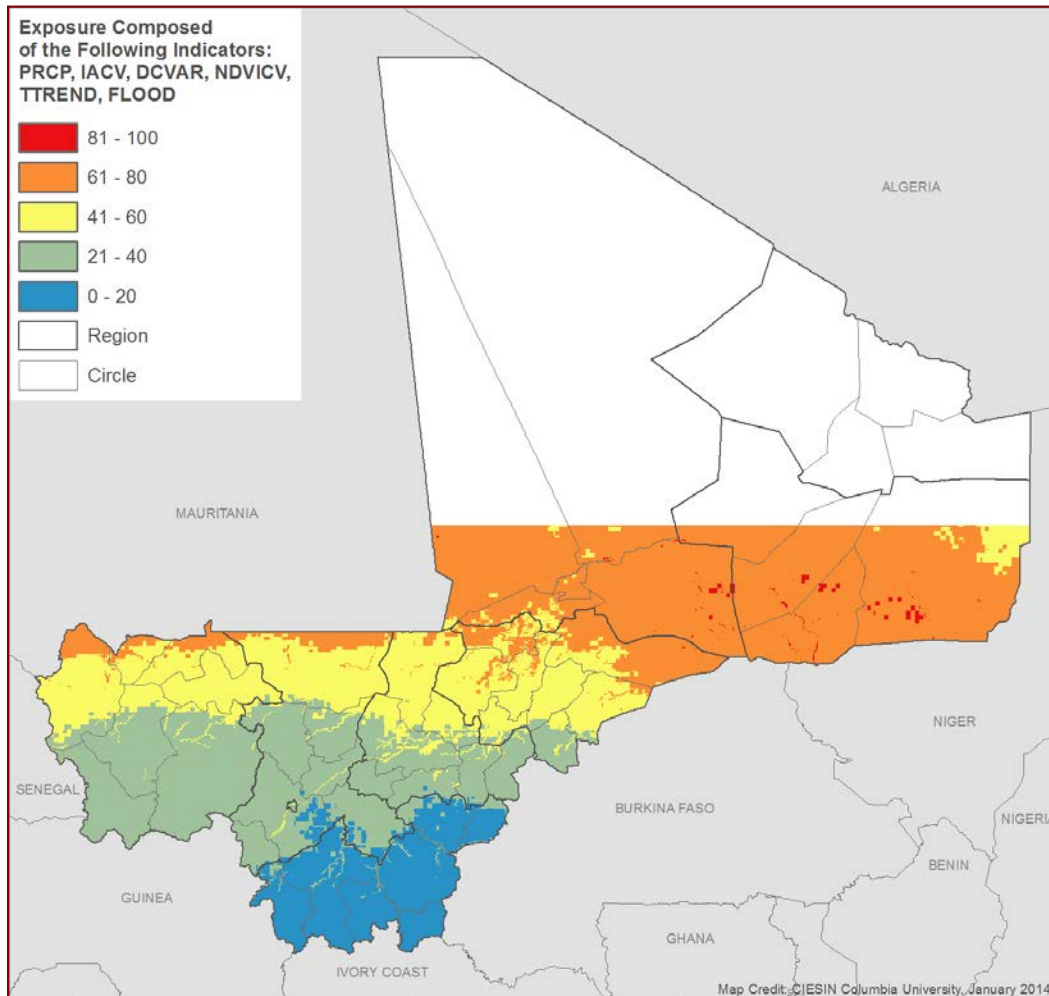 Exposure Composed
of the Following Indicators:
PRCP, IACV, DCVAR, NDVICV,
TTREND, FLOOD
81 - 100
61 - 80
41 - 60
21 - 40
0 - 20
Region
Circle
ALGERIA
MAURITANIA
NIGER
SENEGAL
BURKINA FASO
NIGERIA
BENIN
GUINEA
GHANA
IVORY COAST
Map Credit: CIESIN Columbia University, January 2014